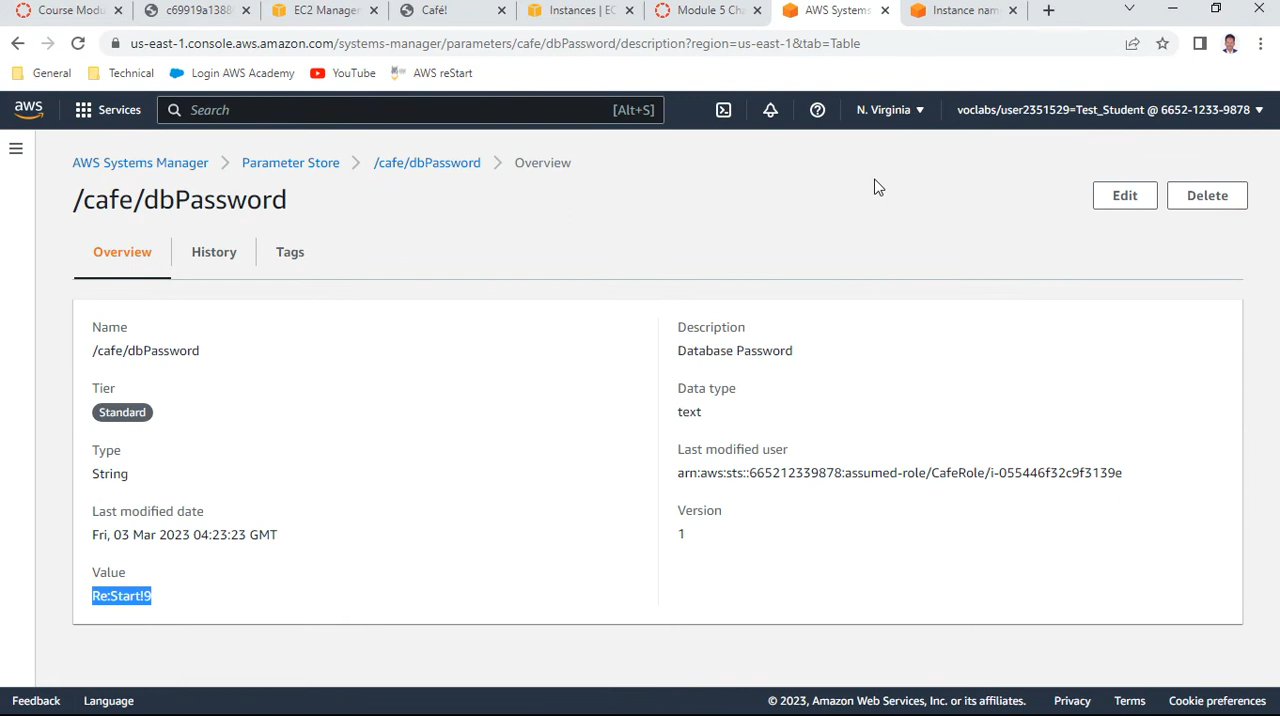 Course Modu
c69919a1388
EC2 Manage
Café!
Instances | EC
Module 5 Cha
AWS Systems
Instance nam
us-east-1.console.aws.amazon.com/systems-manager/parameters/cafe/dbPassword/description?region=us-east-1&tab=Table
General
Technical
Login AWS Academy
YouTube
AWS reStart
aws
Services
Search
[Alt+S]
N. Virginia
voclabs/user2351529=Test_Student @ 6652-1233-9878
AWS Systems Manager
Parameter Store
/cafe/dbPassword
Overview
/cafe/dbPassword
Edit
Delete
Overview
History
Tags
Name
/cafe/dbPassword
Tier
Standard
Type
String
Last modified date
Fri, 03 Mar 2023 04:23:23 GMT
Value
Re:Start!9
Description
Database Password
Data type
text
Last modified user
arn:aws:sts::665212339878:assumed-role/CafeRole/i-055446f32c9f3139e
Version
1
Feedback
Language
© 2023, Amazon Web Services, Inc. or its affiliates.
Privacy
Terms
Cookie preferences